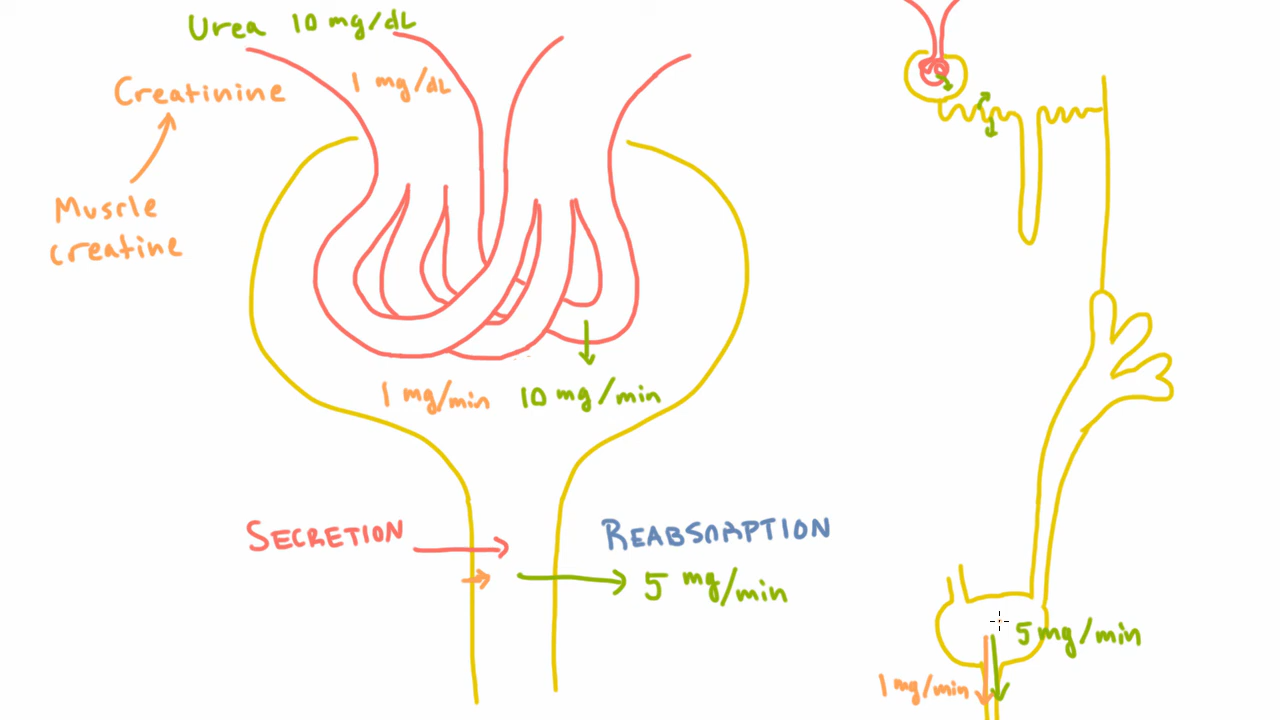 Urea 10 mg/dL
Creatinine 1 mg/dL
Muscle
creatine
1 mg/min 10 mg/min
SECRETION REABSORPTION
5 mg/min
5 mg/min
1 mg/min